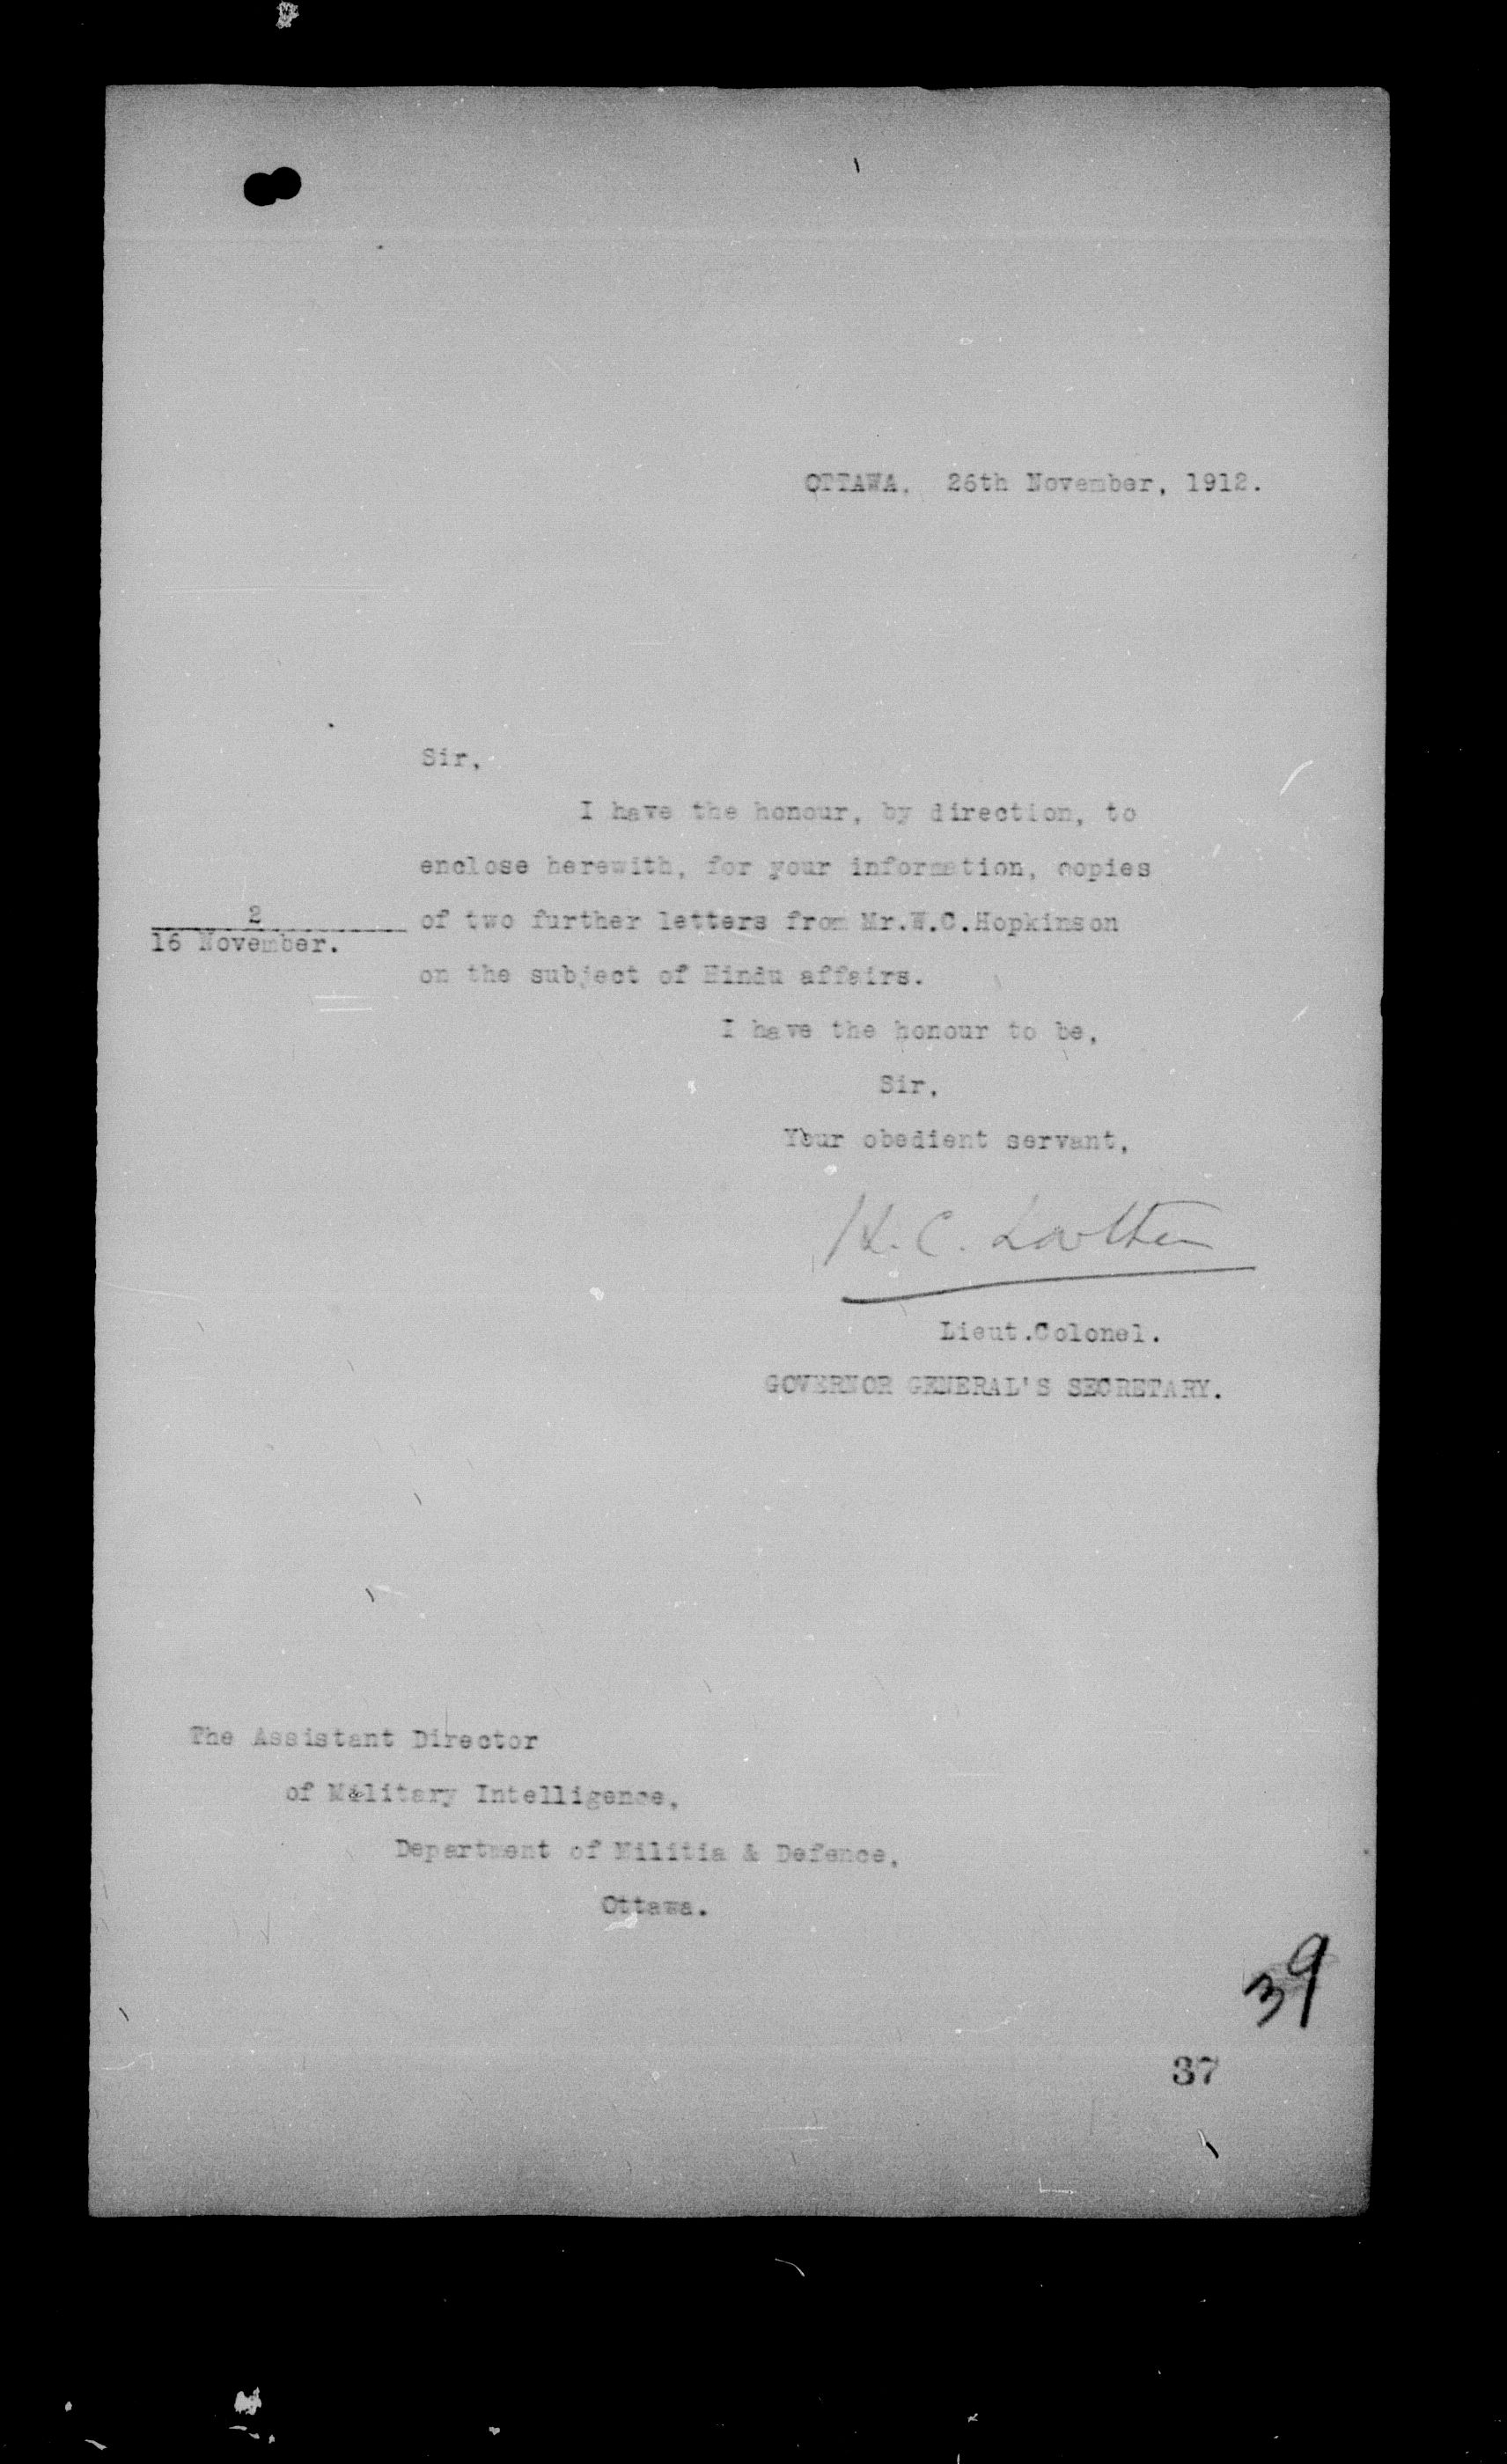 OTTAWA, 26th November, 1912.
Sir,
I have the honour, by direction, to
enclose herewith, for your information, copies
of two further letters from Mr.W.C.Hopkinson
2
16 November.
on the subject of Hindu affairs.
I have the honour to be,
Sir,
Your obedient servant,
H. C. Lowther
Lieut.Colonel.
GOVERNOR GENERAL'S SECRETARY.
The Assistant Director
of Military Intelligence,
Department of Militia & Defence,
Ottawa.
39
37